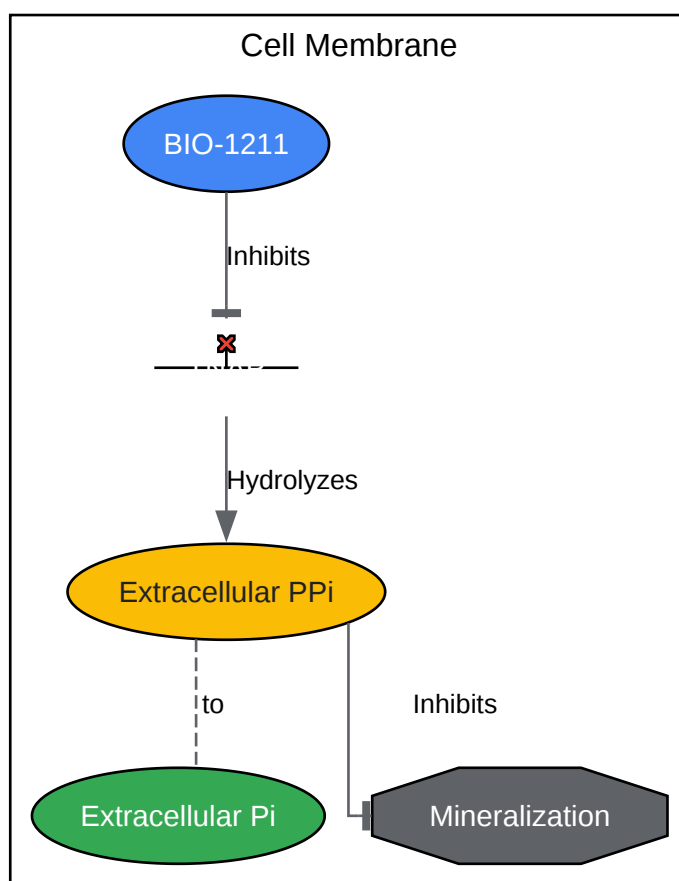 Cell Membrane
BIO-1211
Inhibits
Hydrolyzes
Extracellular PPi
to
Inhibits
Extracellular Pi
Mineralization